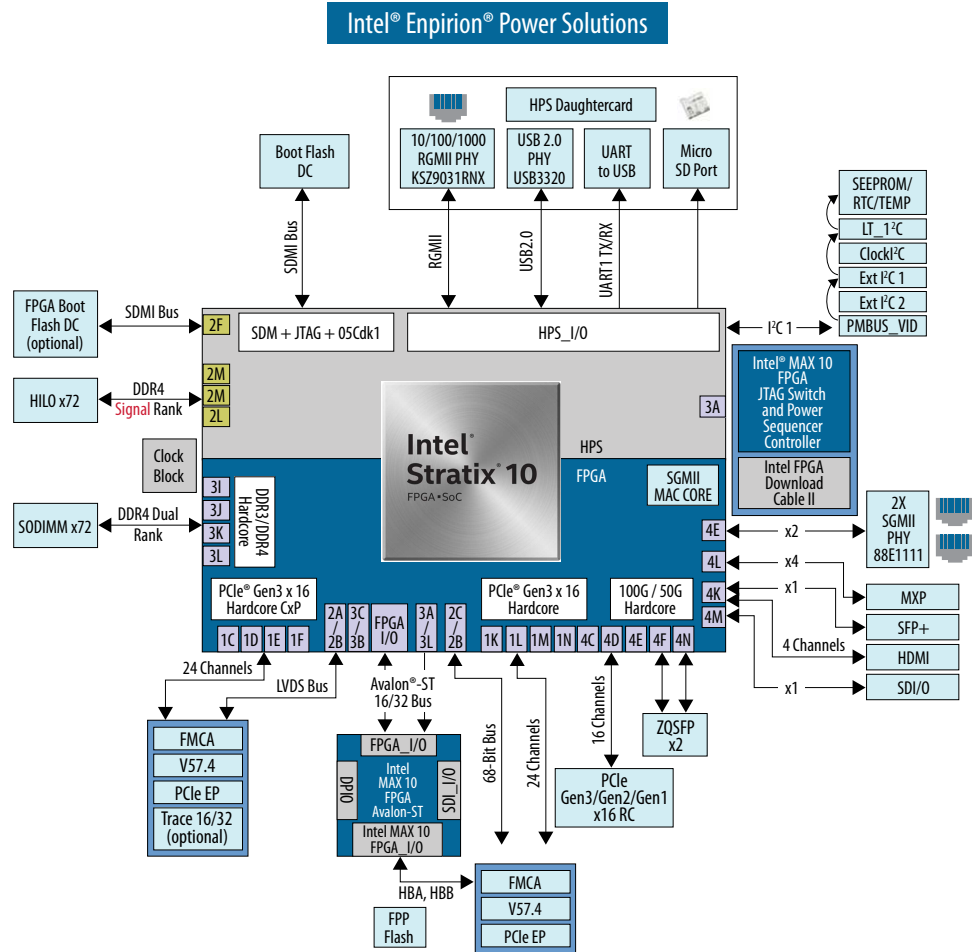 Intel® Enpirion® Power Solutions
HPS Daughtercard
10/100/1000
RGMII PHY
KSZ9031RNX
USB 2.0
PHY
USB3320
UART
to USB
Micro
SD Port
Boot Flash
DC
SEEPROM/
RTC/TEMP
LT_1²C
ClockI²C
Ext I²C 1
Ext I²C 2
PMBUS_VID
SDMI Bus
RGMII
USB2.0
UART1 TX/RX
I²C 1
FPGA Boot
Flash DC
(optional)
SDMI Bus
2F
SDM + JTAG + 05Cdk1
HPS_I/O
HILO x72
DDR4
Signal Rank
2M
2M
2L
3A
Intel® MAX 10
FPGA
JTAG Switch
and Power
Sequencer
Controller
Intel FPGA
Download
Cable II
Clock
Block
Intel®
Stratix® 10
FPGA•SoC
HPS
FPGA
SGMII
MAC CORE
SODIMM x72
DDR4 Dual
Rank
3I
3J
3K
3L
DDR3/DDR4
Hardcore
4E
4L
4K
4M
x2
x4
x1
4 Channels
x1
2X
SGMII
PHY
88E1111
MXP
SFP+
HDMI
SDI/O
PCIe® Gen3 x 16
Hardcore CxP
2A
/
2B
3C
/
3B
FPGA
I/O
3A
/
3L
2C
/
2B
PCIe® Gen3 x 16
Hardcore
100G / 50G
Hardcore
1C
1D
1E
1F
1K
1L
1M
1N
4C
4D
4E
4F
4N
24 Channels
LVDS Bus
Avalon®-ST
16/32 Bus
68-Bit Bus
24 Channels
16 Channels
ZQSFP
x2
PCIe
Gen3/Gen2/Gen1
x16 RC
FMCA
V57.4
PCIe EP
Trace 16/32
(optional)
FPGA_I/O
DPIO
Intel
MAX 10
FPGA
Avalon-ST
SDI_I/O
Intel MAX 10
FPGA_I/O
HBA, HBB
FPP
Flash
FMCA
V57.4
PCIe EP